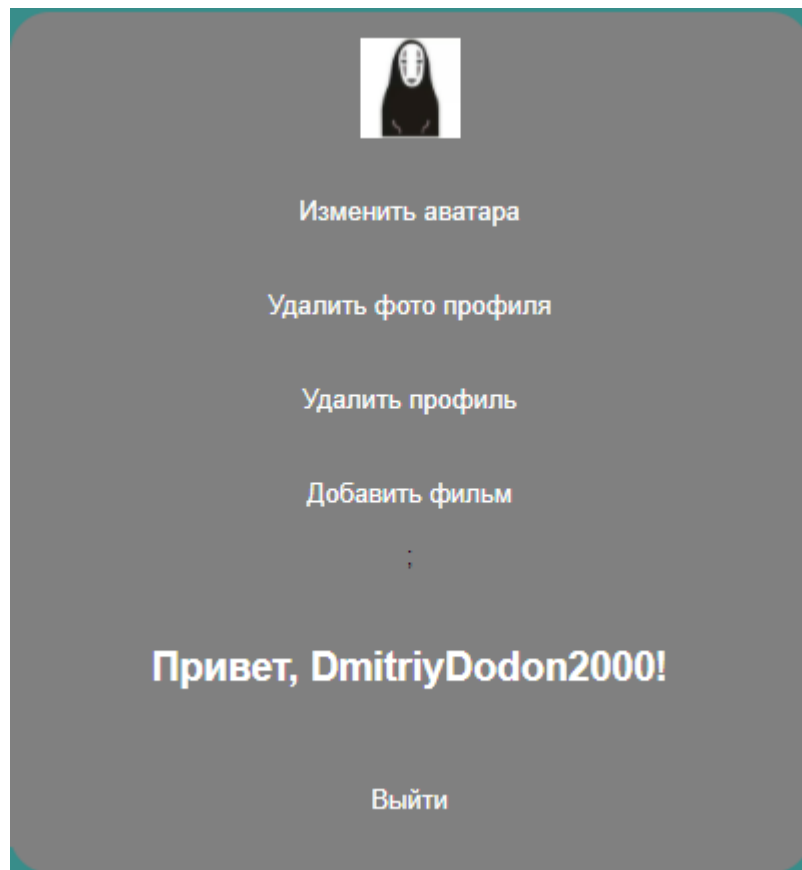 Изменить аватара
Удалить фото профиля
Удалить профиль
Добавить фильм
;
Привет, DmitriyDodon2000!
Выйти